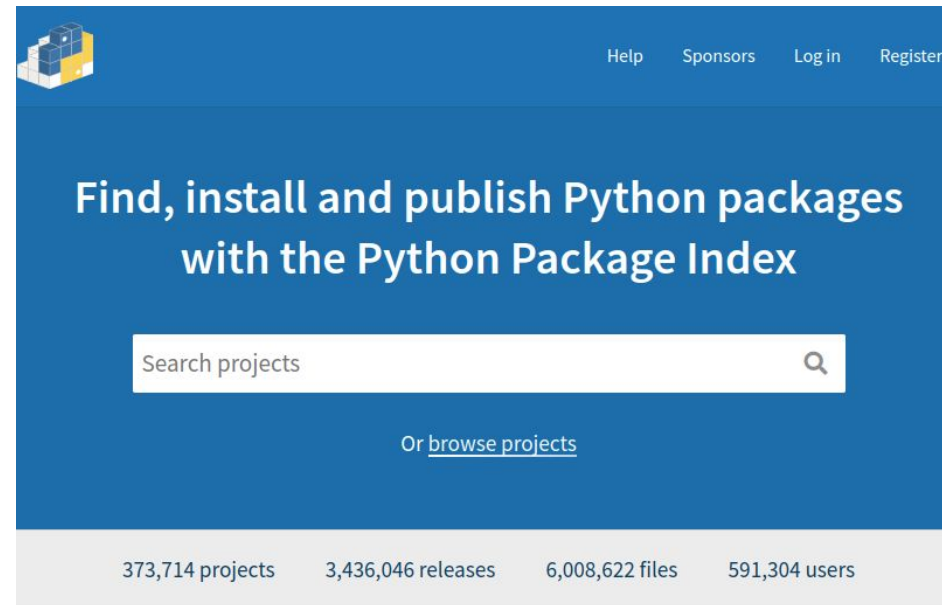 Help Sponsors Log in Register
Find, install and publish Python packages
with the Python Package Index
Search projects
Or browse projects
373,714 projects 3,436,046 releases 6,008,622 files 591,304 users